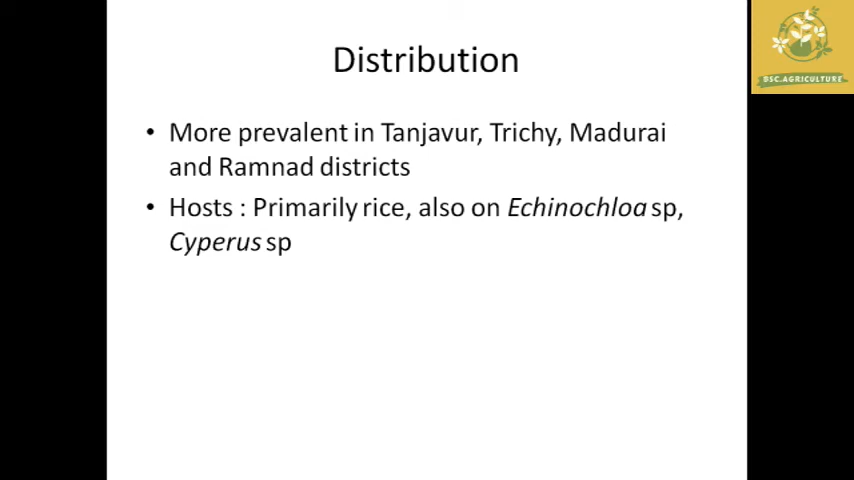 Distribution
BSC.AGRICULTURE
• More prevalent in Tanjavur, Trichy, Madurai
and Ramnad districts
• Hosts : Primarily rice, also on Echinochloa sp,
Cyperus sp